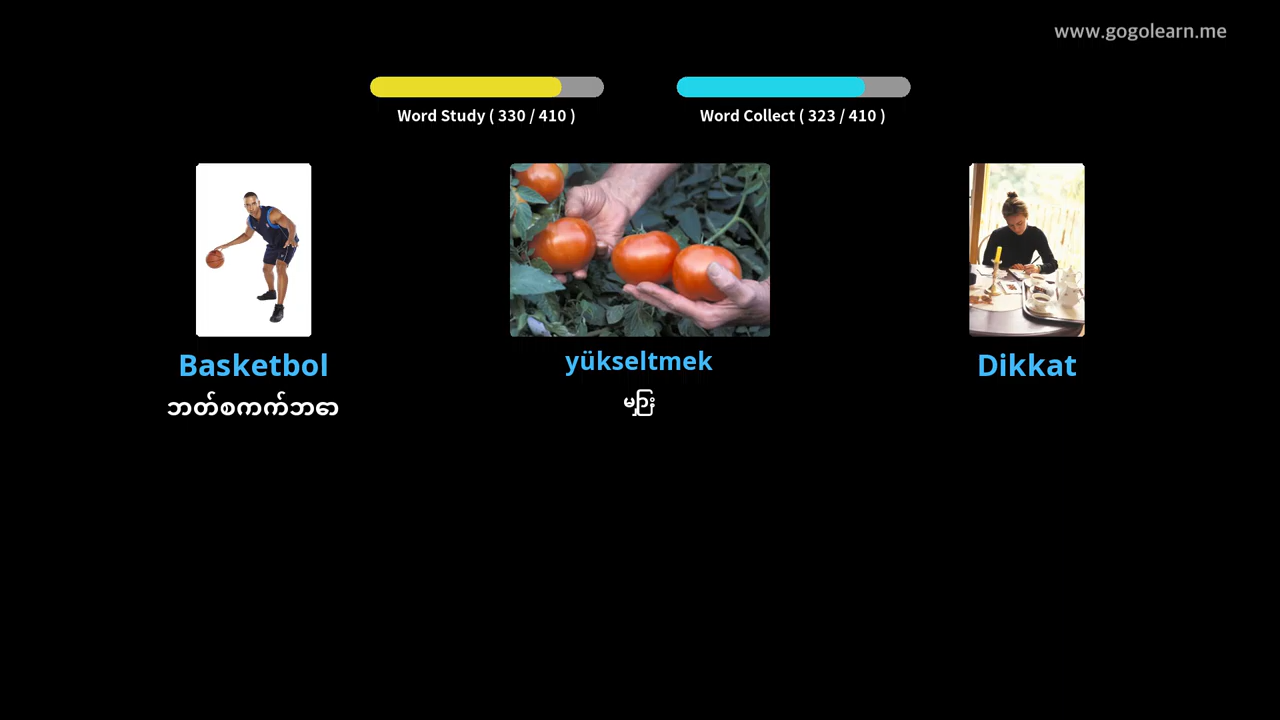 www.gogolearn.me
Word Study ( 330 / 410 )
Word Collect ( 323 / 410 )
Basketbol
yükseltmek
Dikkat
ဘတ်စကက်ဘော